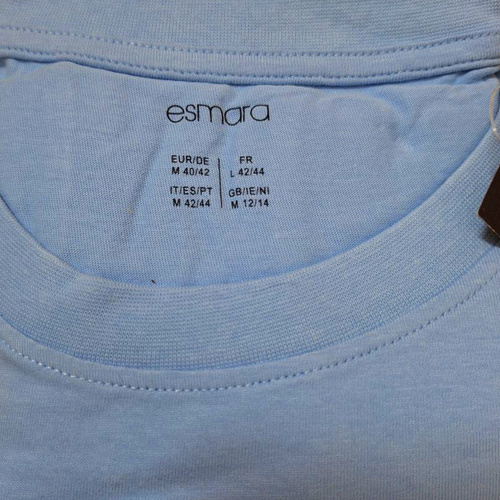 esmara
EUR/DE FR
M 40/42 L 42/44
IT/ES/PT GB/IE/NI
M 42/44 M 12/14